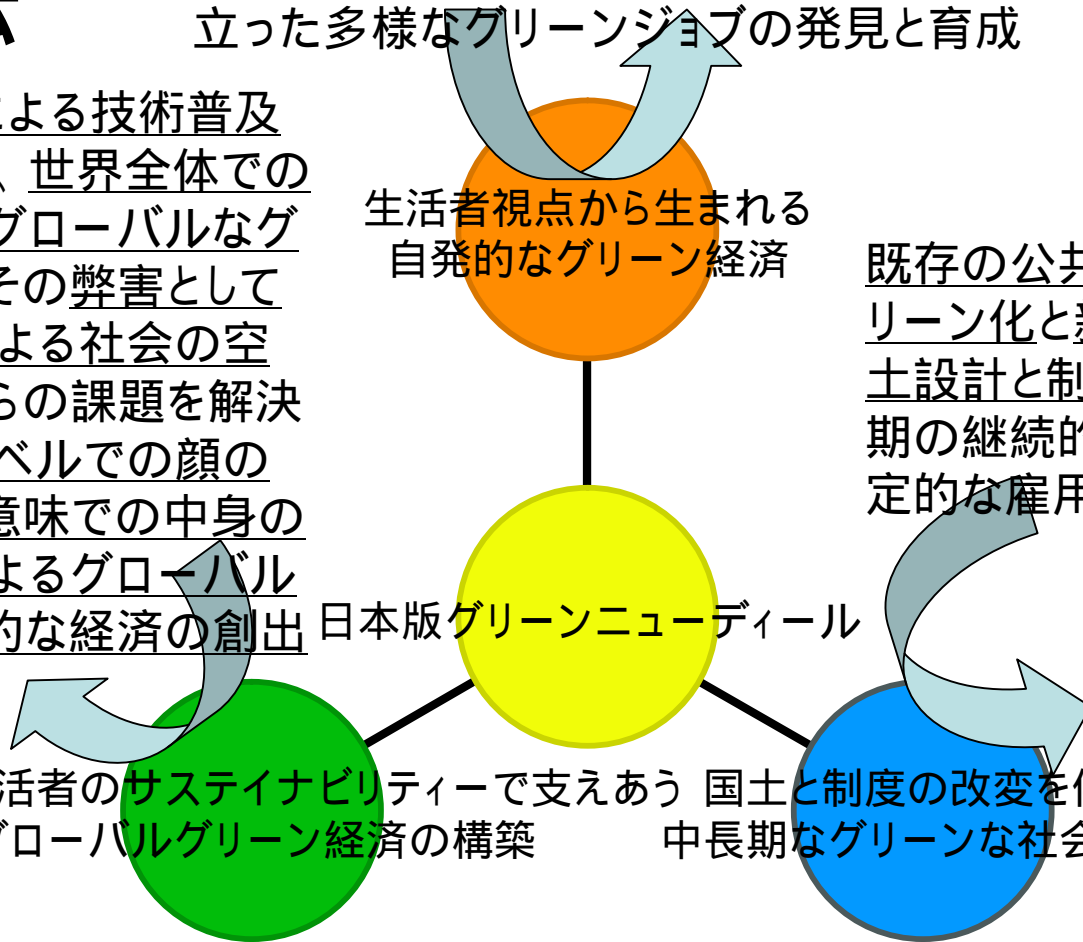 立った多様なグリーンジョブの発見と育成
による技術普及
、世界全体での
グローバルなグ
その弊害として
よる社会の空
らの課題を解決
ベルでの顔の
意味での中身の
よるグローバル
的な経済の創出
生活者視点から生まれる
自発的なグリーン経済
既存の公共
リーン化と
土設計と制
期の継続的
定的な雇用
日本版グリーンニューディール
活者のサステイナビリティーで支えあう
グローバルグリーン経済の構築
国土と制度の改変を
中長期なグリーンな社会